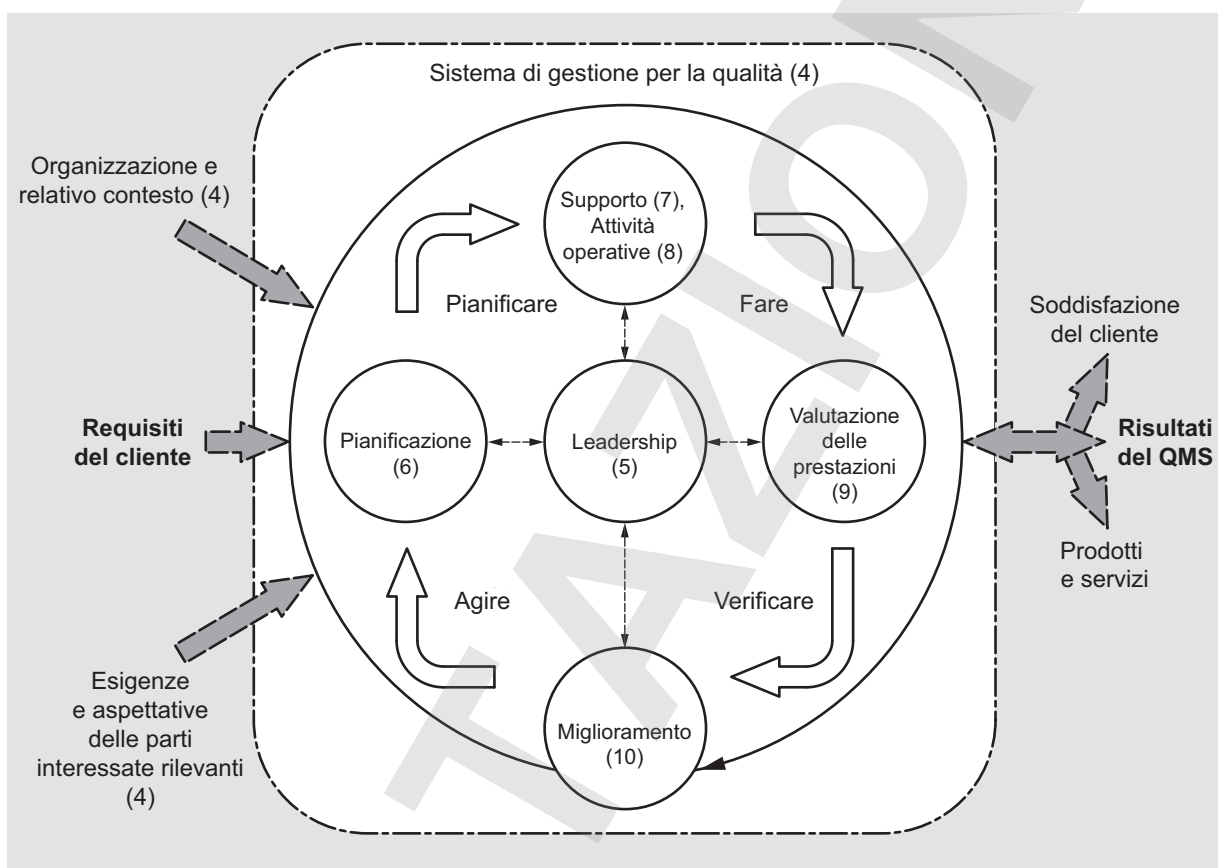 Sistema di gestione per la qualità (4)
Organizzazione e
relativo contesto (4)
Supporto (7),
Attività
operative (8)
Pianificare
Fare
Soddisfazione
del cliente
Requisiti
del cliente
Pianificazione
(6)
Leadership
(5)
Valutazione
delle
prestazioni
(9)
Risultati
del QMS
Prodotti
e servizi
Agire
Verificare
Esigenze
e aspettative
delle parti
interessate rilevanti
(4)
Miglioramento
(10)
TAZION